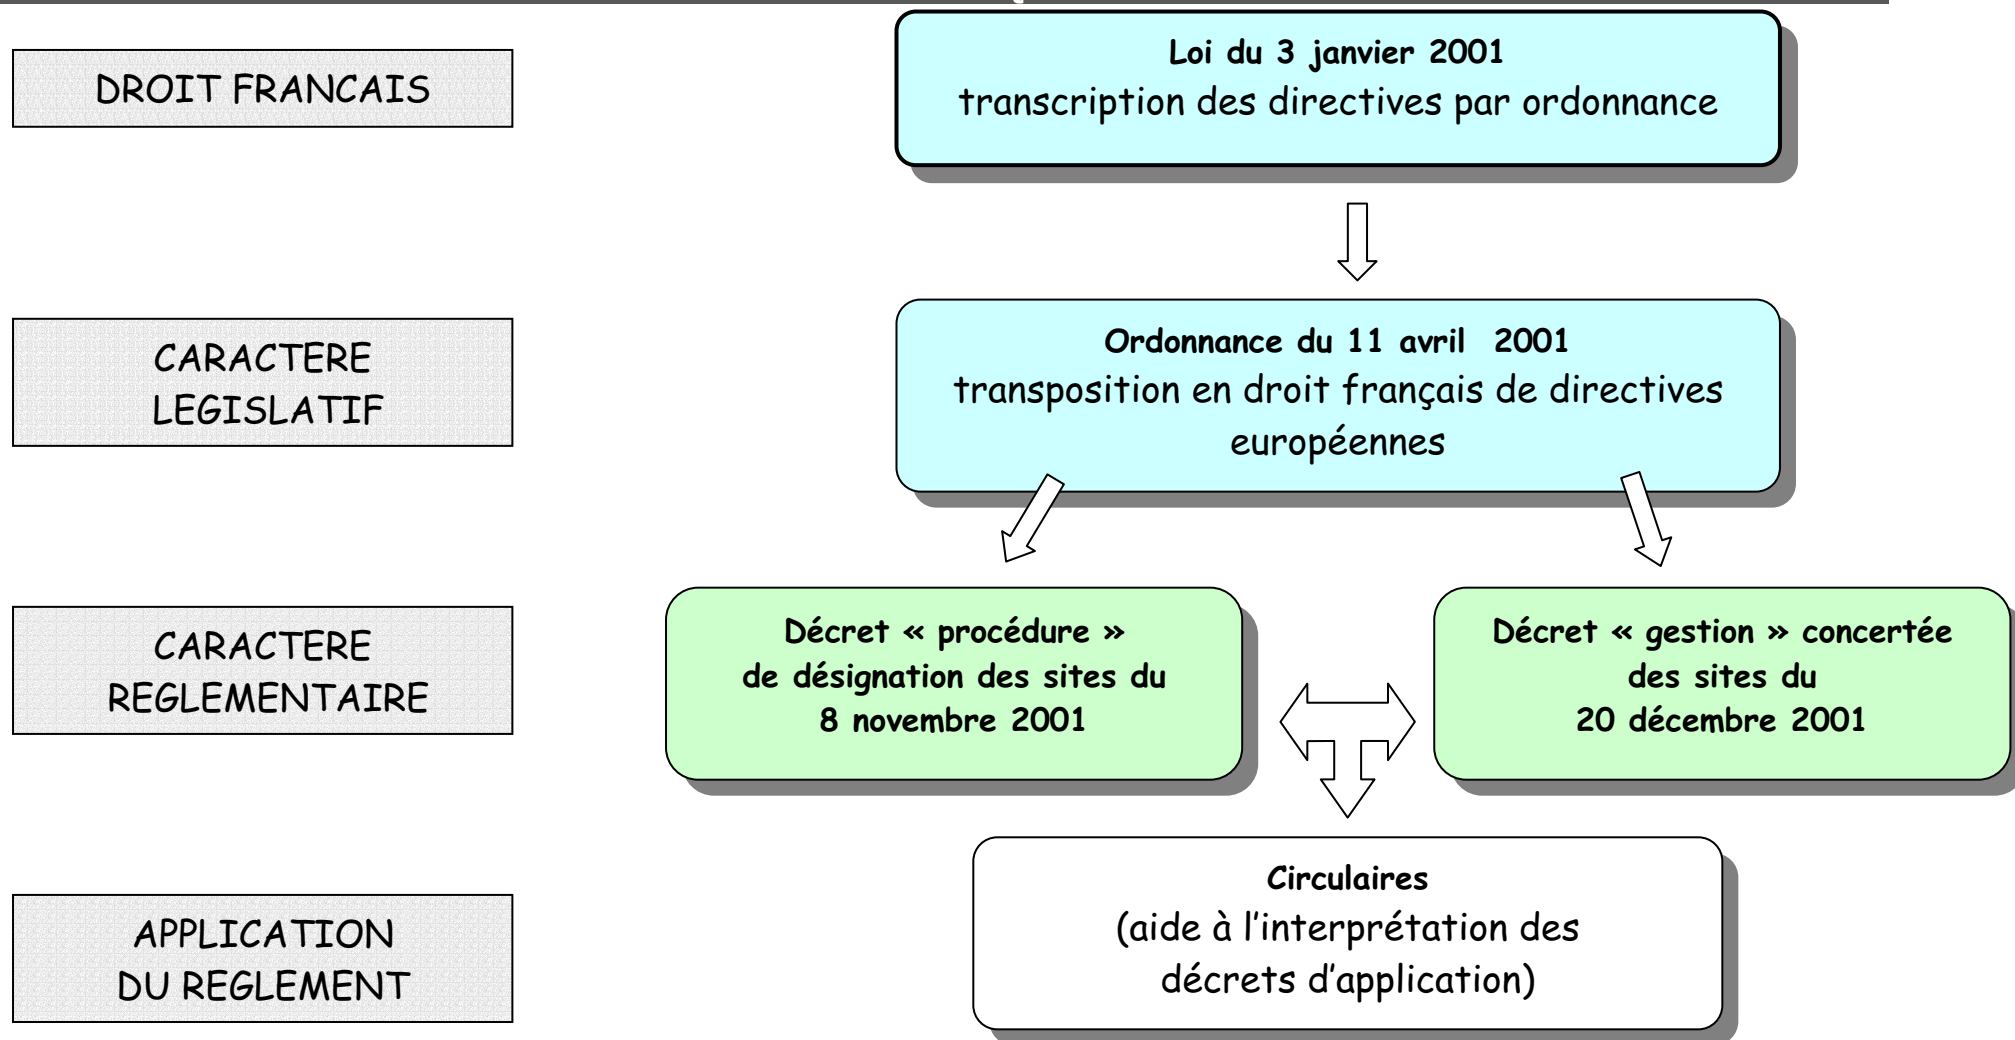 DROIT FRANCAIS
Loi du 3 janvier 2001
transcription des directives par ordonnance
CARACTERE
LEGISLATIF
Ordonnance du 11 avril 2001
transposition en droit français de directives
européennes
CARACTERE
REGLEMENTAIRE
Décret « procédure »
de désignation des sites du
8 novembre 2001
Décret « gestion » concertée
des sites du
20 décembre 2001
APPLICATION
DU REGLEMENT
Circulaires
(aide à l'interprétation des
décrets d'application)